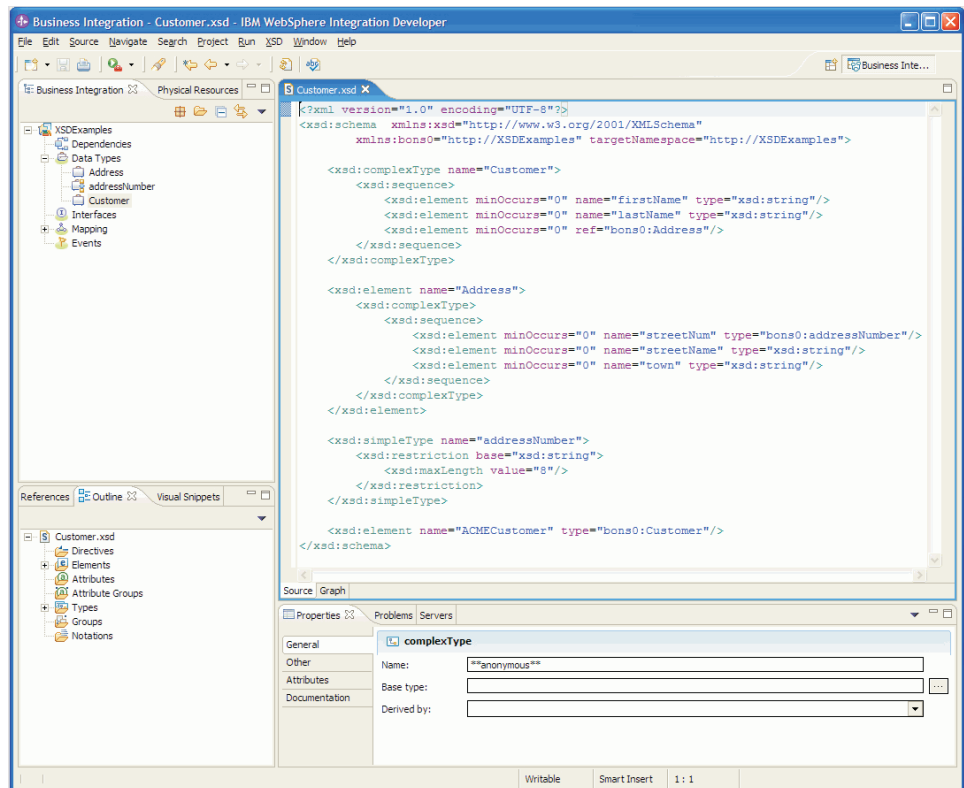 Business Integration - Customer.xsd - IBM WebSphere Integration Developer
File Edit Source Navigate Search Project Run XSD Window Help
Business Inte...
Business Integration Physical Resources
XSDExamples
Dependencies
Data Types
Address
addressNumber
Customer
Interfaces
Mapping
Events
Customer.xsd
<?xml version="1.0" encoding="UTF-8"?>
<xsd:schema xmlns:xsd="http://www.w3.org/2001/XMLSchema"
xmlns:bons0="http://XSDExamples" targetNamespace="http://XSDExamples">
<xsd:complexType name="Customer">
<xsd:sequence>
<xsd:element minOccurs="0" name="firstName" type="xsd:string"/>
<xsd:element minOccurs="0" name="lastName" type="xsd:string"/>
<xsd:element minOccurs="0" ref="bons0:Address"/>
</xsd:sequence>
</xsd:complexType>
<xsd:element name="Address">
<xsd:complexType>
<xsd:sequence>
<xsd:element minOccurs="0" name="streetNum" type="bons0:addressNumber"/>
<xsd:element minOccurs="0" name="streetName" type="xsd:string"/>
<xsd:element minOccurs="0" name="town" type="xsd:string"/>
</xsd:sequence>
</xsd:complexType>
</xsd:element>
<xsd:simpleType name="addressNumber">
<xsd:restriction base="xsd:string">
<xsd:maxLength value="8"/>
</xsd:restriction>
</xsd:simpleType>
<xsd:element name="ACMECustomer" type="bons0:Customer"/>
</xsd:schema>
Source Graph
References Outline Visual Snippets
Customer.xsd
Directives
Elements
Attributes
Attribute Groups
Types
Groups
Notations
Properties Problems Servers
General
Other
Attributes
Documentation
complexType
Name: **anonymous**
Base type: ...
Derived by:
Writable Smart Insert 1 : 1